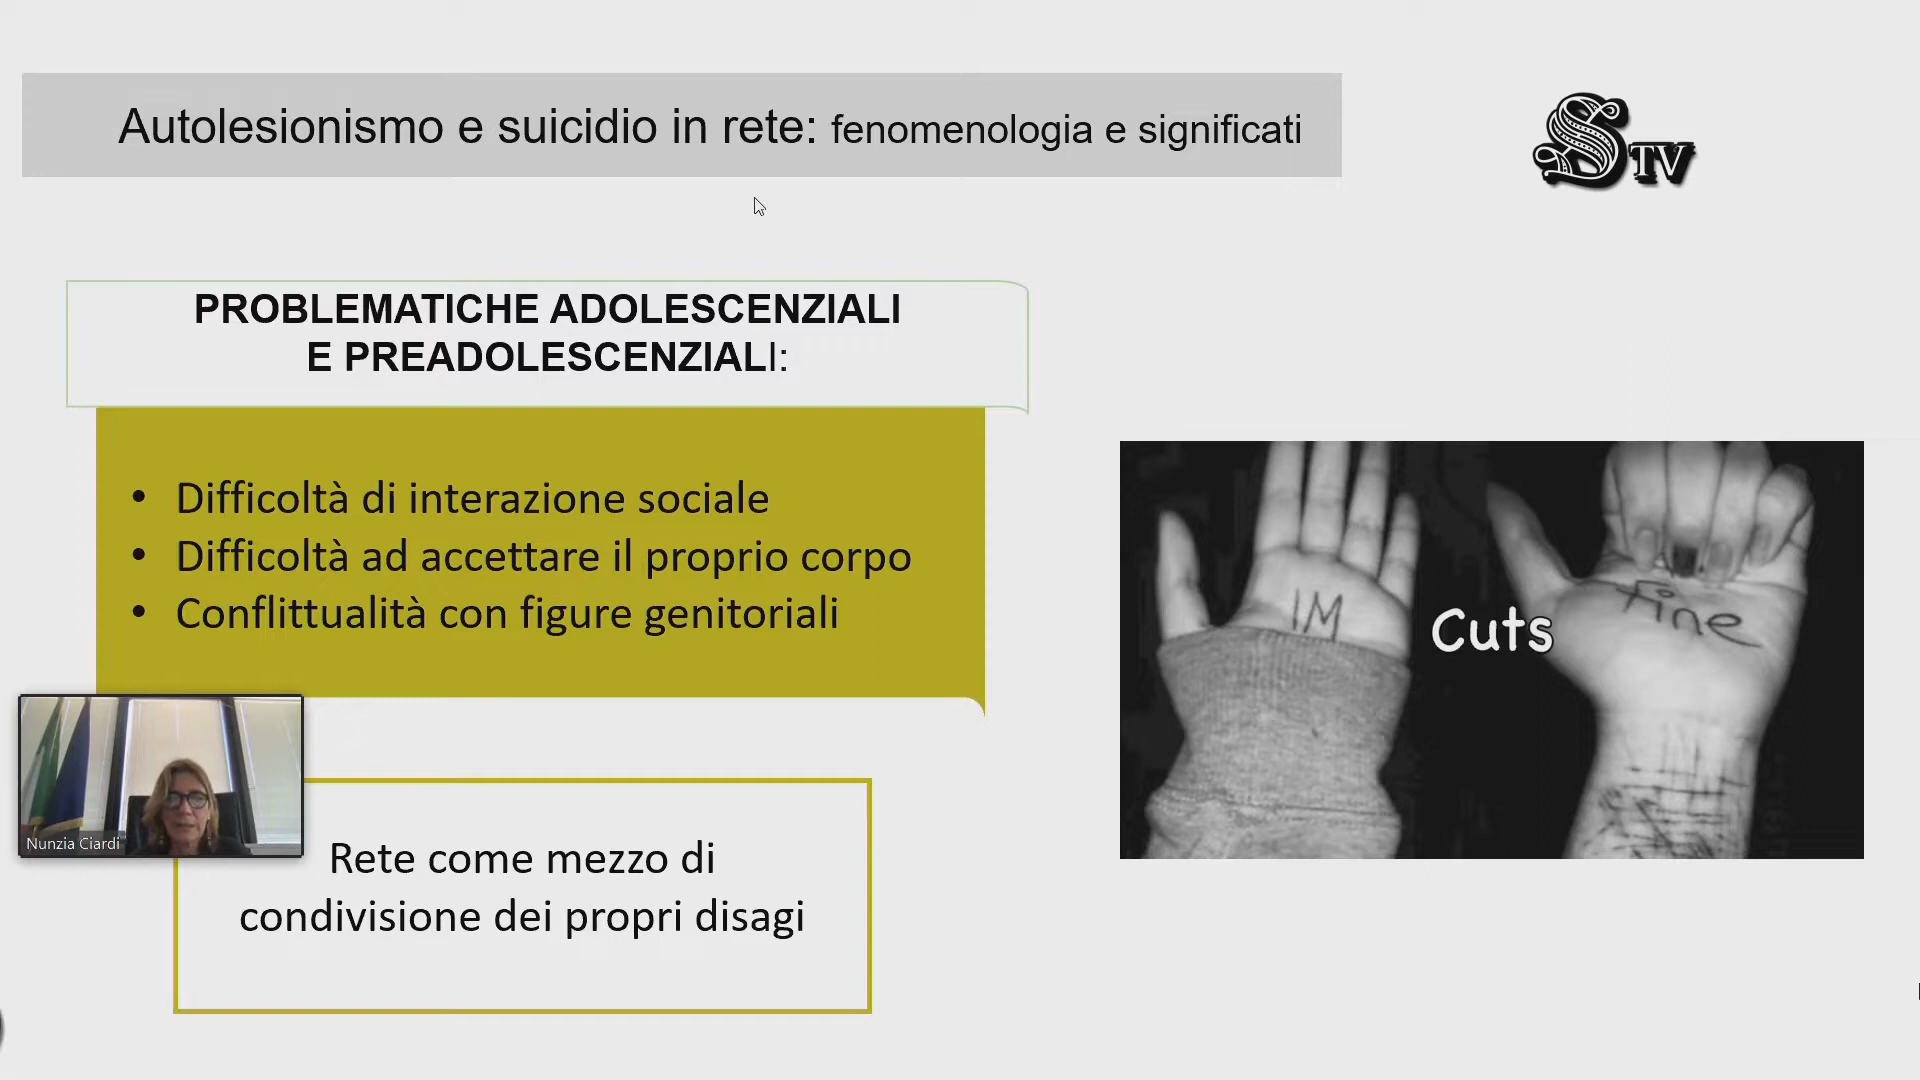 Autolesionismo e suicidio in rete: fenomenologia e significati
STV
PROBLEMATICHE ADOLESCENZIALI
E PREADOLESCENZIALI:
• Difficoltà di interazione sociale
• Difficoltà ad accettare il proprio corpo
• Conflittualità con figure genitoriali
IM
Cuts
fine
Nunzia Ciardi
Rete come mezzo di
condivisione dei propri disagi